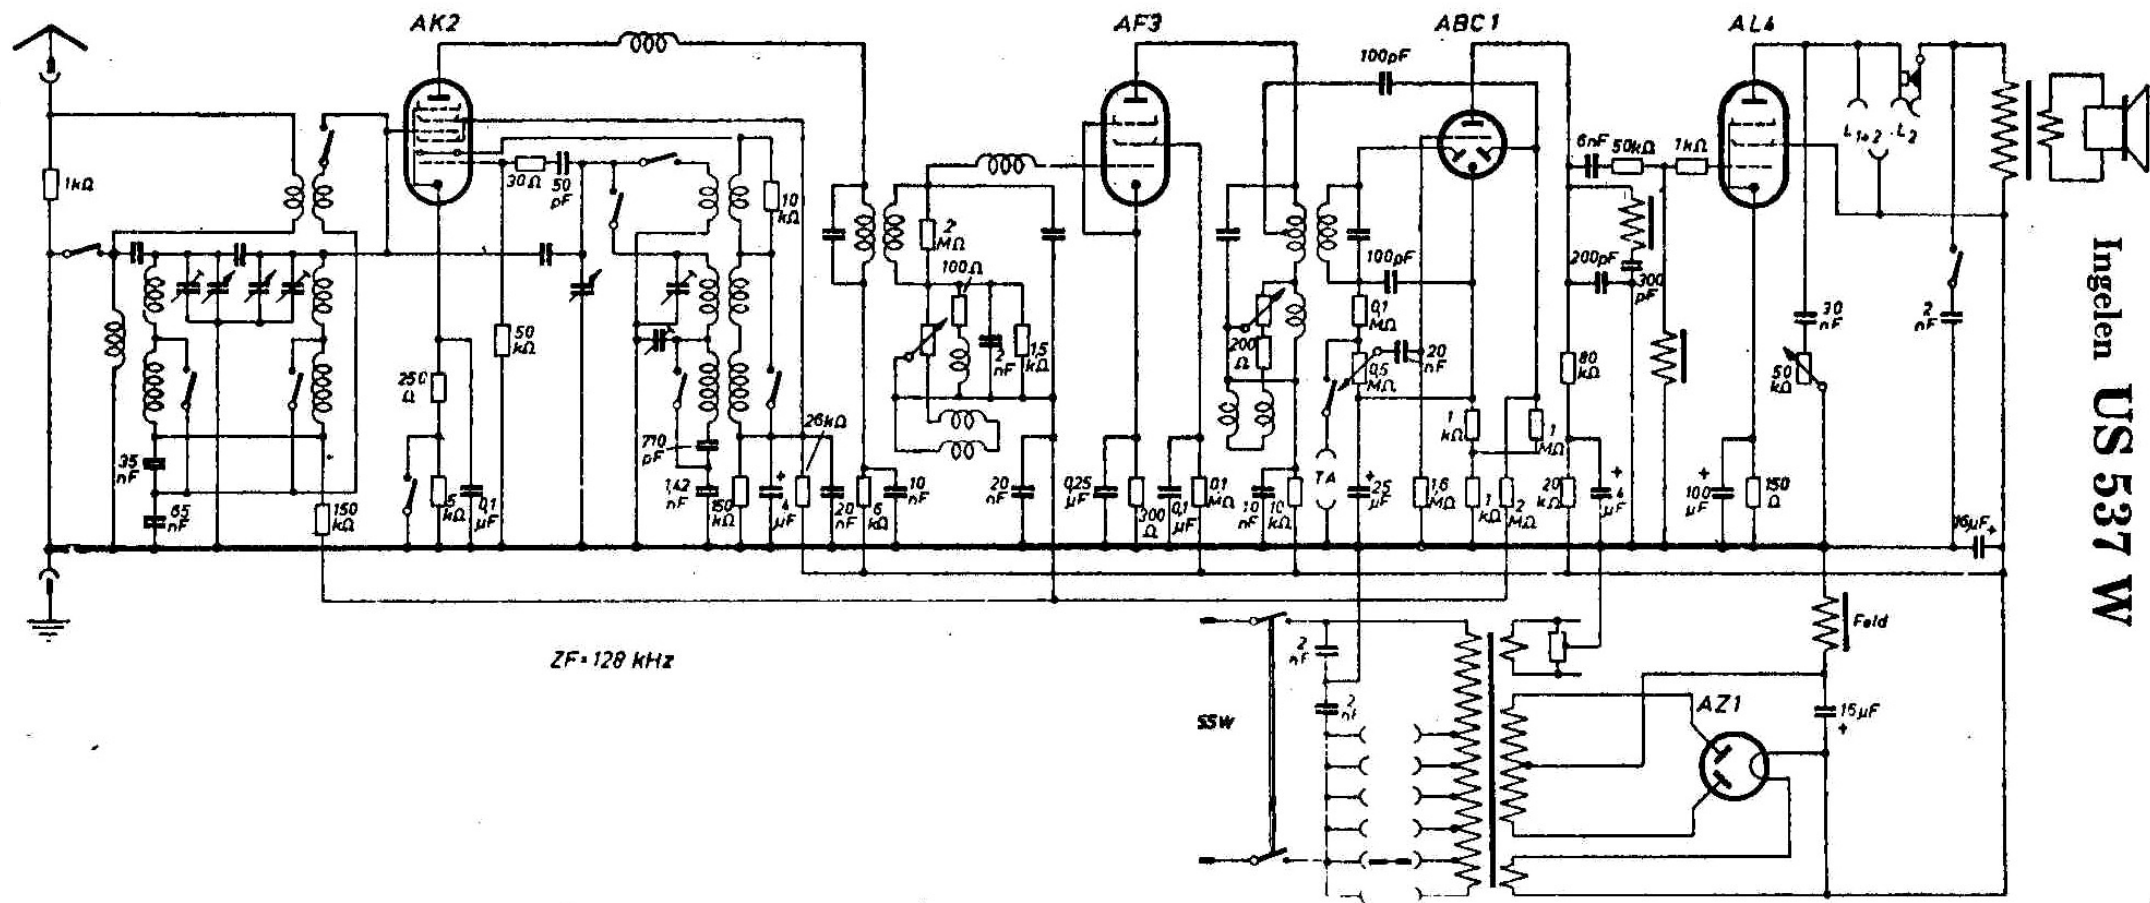 AK2
AF3
ABC1
AL4
100pF
6nF
50kΩ
1kΩ
L1+2
L2
1kΩ
30Ω
50 pF
10 kΩ
2 MΩ
100Ω
100pF
200pF
300 pF
0,1 MΩ
50 kΩ
2 nF
1,5 kΩ
200 Ω
0,5 MΩ
20 nF
80 kΩ
30 nF
50 kΩ
2 nF
250 Ω
710 pF
26kΩ
1 kΩ
1 MΩ
35 nF
65 nF
150 kΩ
5 kΩ
0,1 µF
1,42 nF
150 kΩ
+
4 µF
20 nF
6 kΩ
10 nF
20 nF
0,25 µF
300 Ω
0,1 µF
0,1 MΩ
10 nF
10 kΩ
TA
+
25 µF
1,6 MΩ
1 kΩ
2 MΩ
20 kΩ
+
4 µF
+
100 µF
150 Ω
16µF +
ZF=128 kHz
2 nF
2 nF
55W
AZ1
Feld
16µF
+
Ingelen US 537 W